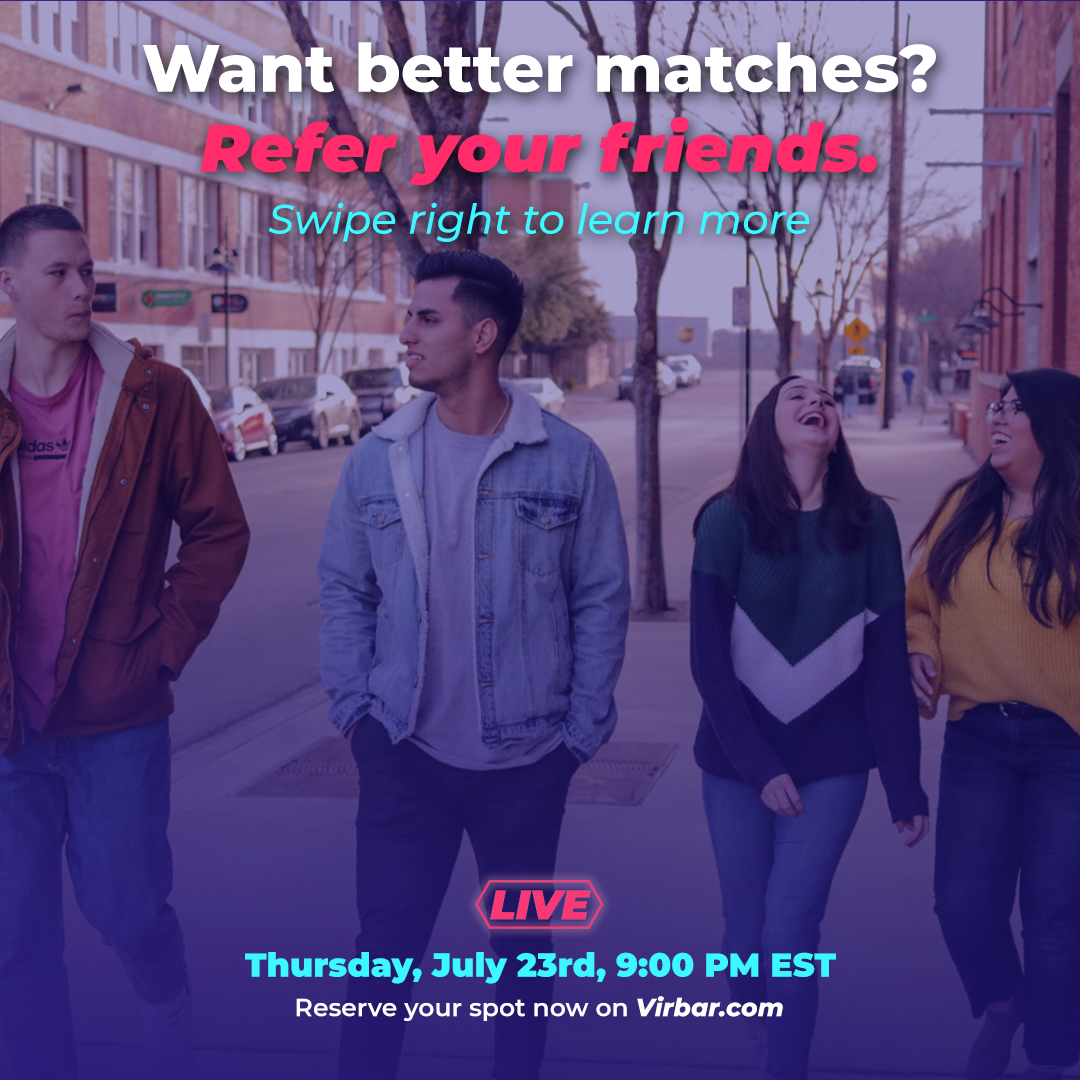 Want better matches?
Refer your friends.
Swipe right to learn more
didas
LIVE
Thursday, July 23rd, 9:00 PM EST
Reserve your spot now on Virbar.com